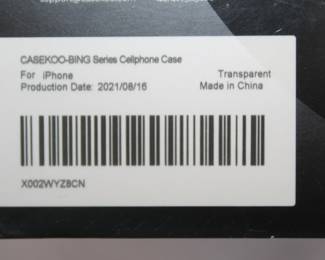 CASEKOO-BING Series Cellphone Case
For iPhone Transparent
Production Date: 2021/08/16 Made in China
X002WYZ8CN